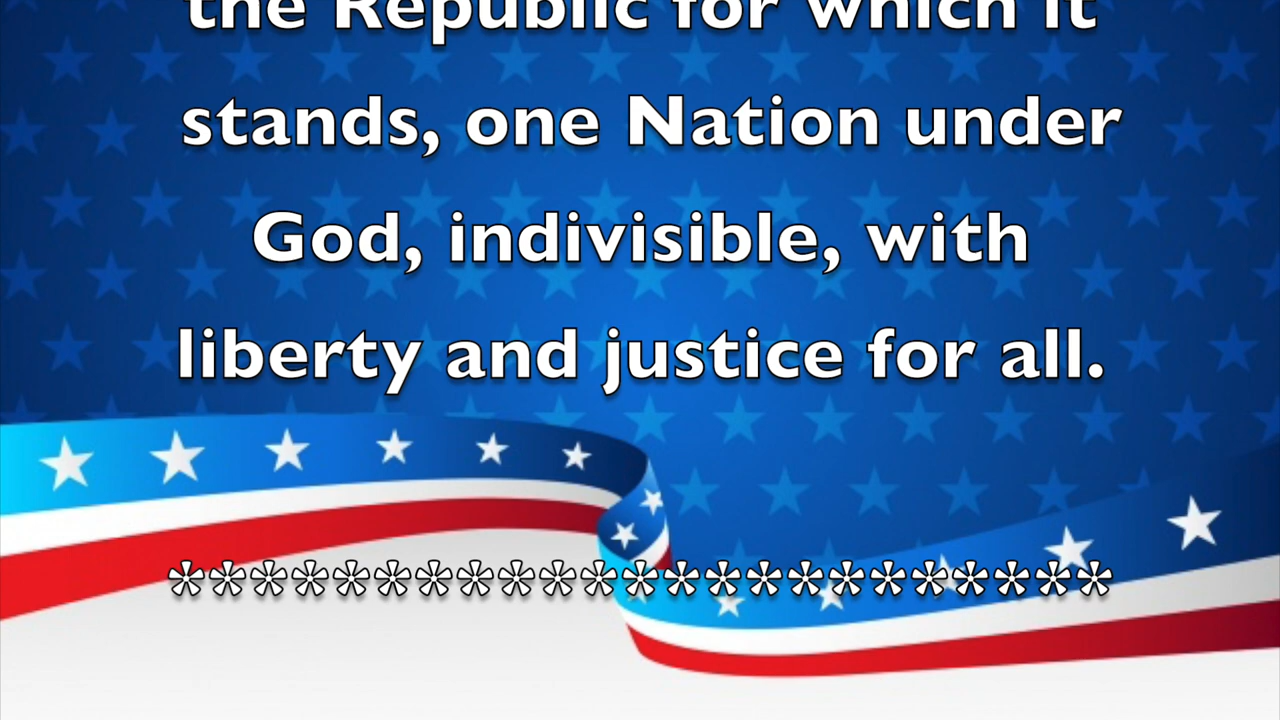 the Republic for which it
stands, one Nation under
God, indivisible, with
liberty and justice for all.
***********************